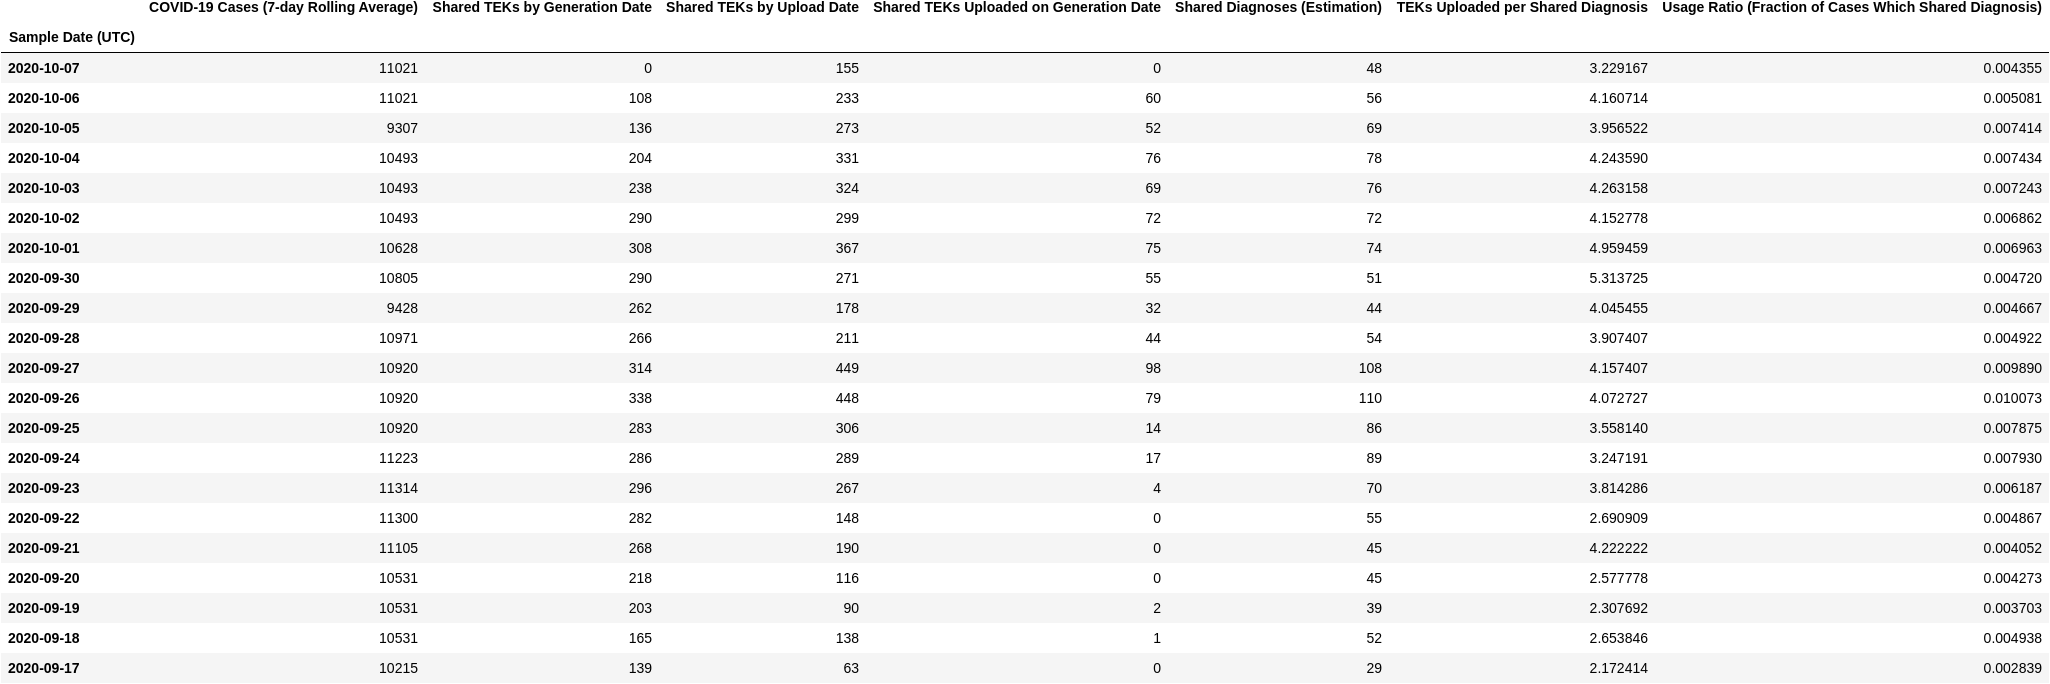 COVID-19 Cases (7-day Rolling Average) Shared TEKs by Generation Date Shared TEKs by Upload Date Shared TEKs Uploaded on Generation Date Shared Diagnoses (Estimation) TEKs Uploaded per Shared Diagnosis Usage Ratio (Fraction of Cases Which Shared Diagnosis)
Sample Date (UTC)
2020-10-07 11021 0 155 0 48 3.229167 0.004355
2020-10-06 11021 108 233 60 56 4.160714 0.005081
2020-10-05 9307 136 273 52 69 3.956522 0.007414
2020-10-04 10493 204 331 76 78 4.243590 0.007434
2020-10-03 10493 238 324 69 76 4.263158 0.007243
2020-10-02 10493 290 299 72 72 4.152778 0.006862
2020-10-01 10628 308 367 75 74 4.959459 0.006963
2020-09-30 10805 290 271 55 51 5.313725 0.004720
2020-09-29 9428 262 178 32 44 4.045455 0.004667
2020-09-28 10971 266 211 44 54 3.907407 0.004922
2020-09-27 10920 314 449 98 108 4.157407 0.009890
2020-09-26 10920 338 448 79 110 4.072727 0.010073
2020-09-25 10920 283 306 14 86 3.558140 0.007875
2020-09-24 11223 286 289 17 89 3.247191 0.007930
2020-09-23 11314 296 267 4 70 3.814286 0.006187
2020-09-22 11300 282 148 0 55 2.690909 0.004867
2020-09-21 11105 268 190 0 45 4.222222 0.004052
2020-09-20 10531 218 116 0 45 2.577778 0.004273
2020-09-19 10531 203 90 2 39 2.307692 0.003703
2020-09-18 10531 165 138 1 52 2.653846 0.004938
2020-09-17 10215 139 63 0 29 2.172414 0.002839